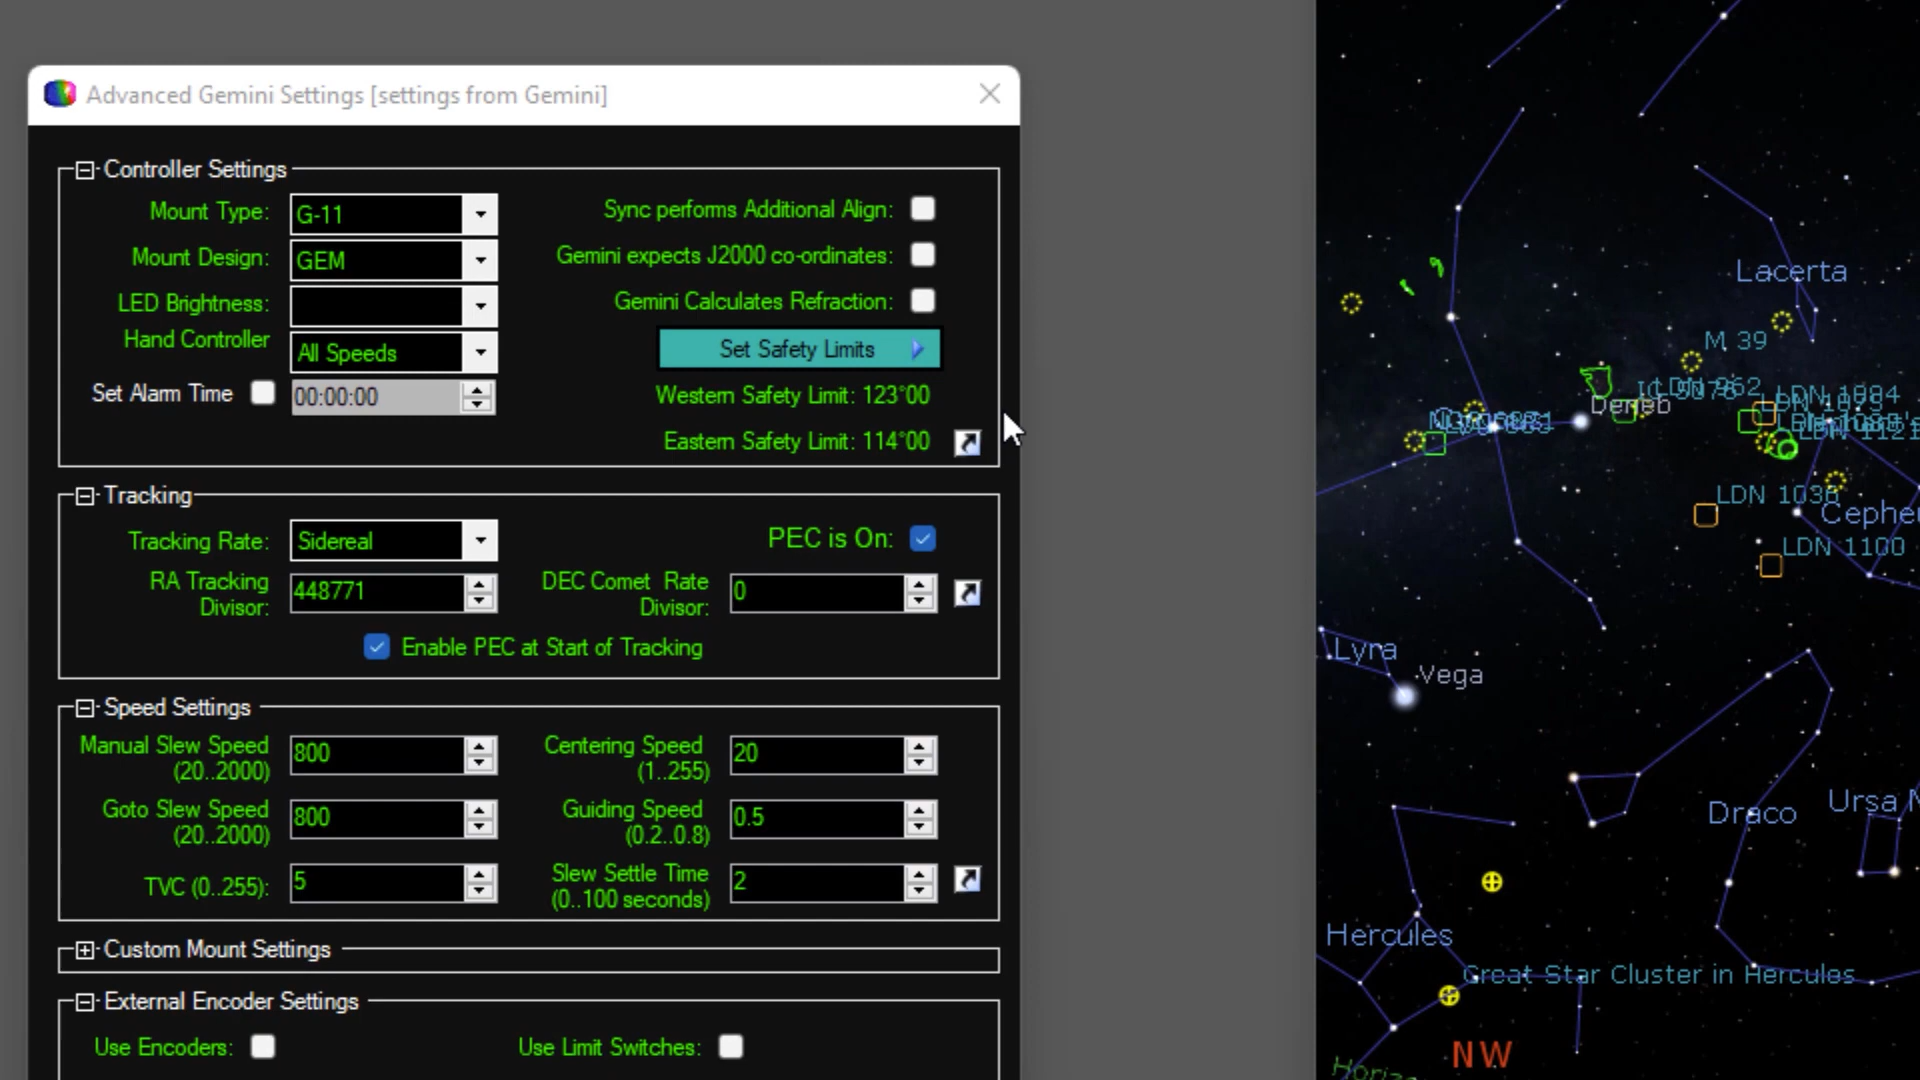 Advanced Gemini Settings [settings from Gemini]
Controller Settings
Mount Type: G-11
Sync performs Additional Align:
Mount Design: GEM
Gemini expects J2000 co-ordinates:
LED Brightness:
Gemini Calculates Refraction:
Hand Controller All Speeds
Set Safety Limits
Set Alarm Time 00:00:00
Western Safety Limit: 123°00
Eastern Safety Limit: 114°00
Tracking
Tracking Rate: Sidereal
PEC is On:
RA Tracking
Divisor: 448771
DEC Comet Rate
Divisor: 0
Enable PEC at Start of Tracking
Speed Settings
Manual Slew Speed
(20..2000) 800
Centering Speed
(1..255) 20
Goto Slew Speed
(20..2000) 800
Guiding Speed
(0.2..0.8) 0.5
TVC (0..255): 5
Slew Settle Time
(0..100 seconds) 2
Custom Mount Settings
External Encoder Settings
Use Encoders:
Use Limit Switches:
Lacerta
M 39
Deneb
LDN 1036
LDN 1100
Lyra
Vega
Draco
Ursa M
Hercules
Great Star Cluster in Hercules
NW